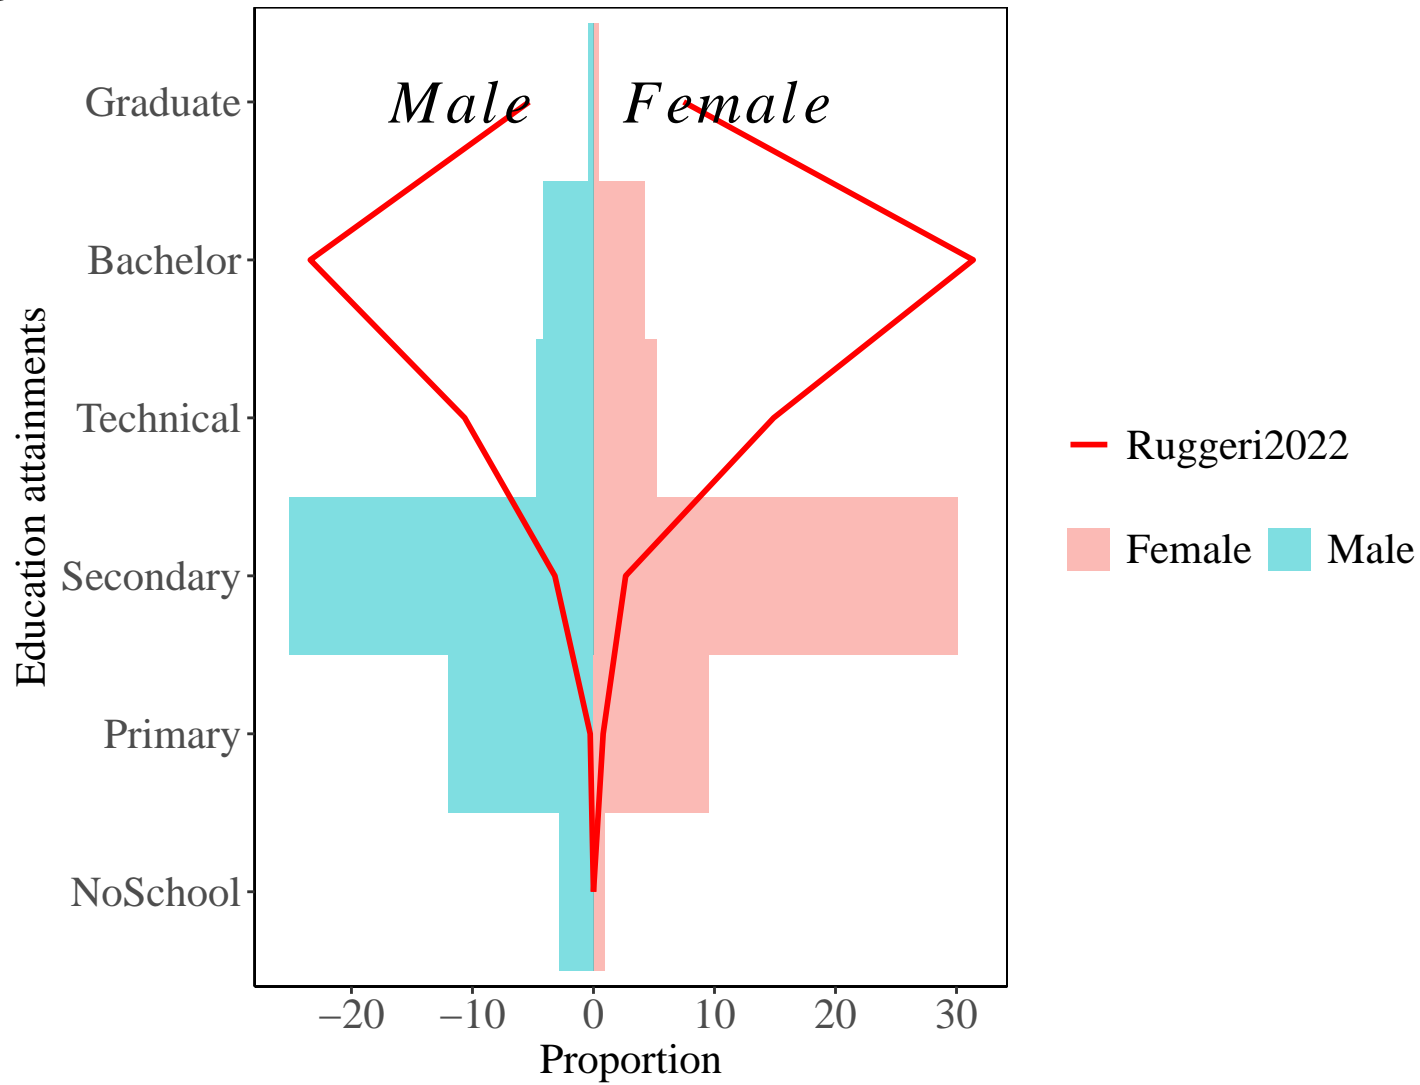 Male Female
Graduate
Bachelor
Technical
Secondary
Primary
NoSchool
Education attainments
−20 −10 0 10 20 30
Proportion
Ruggeri2022
Female Male